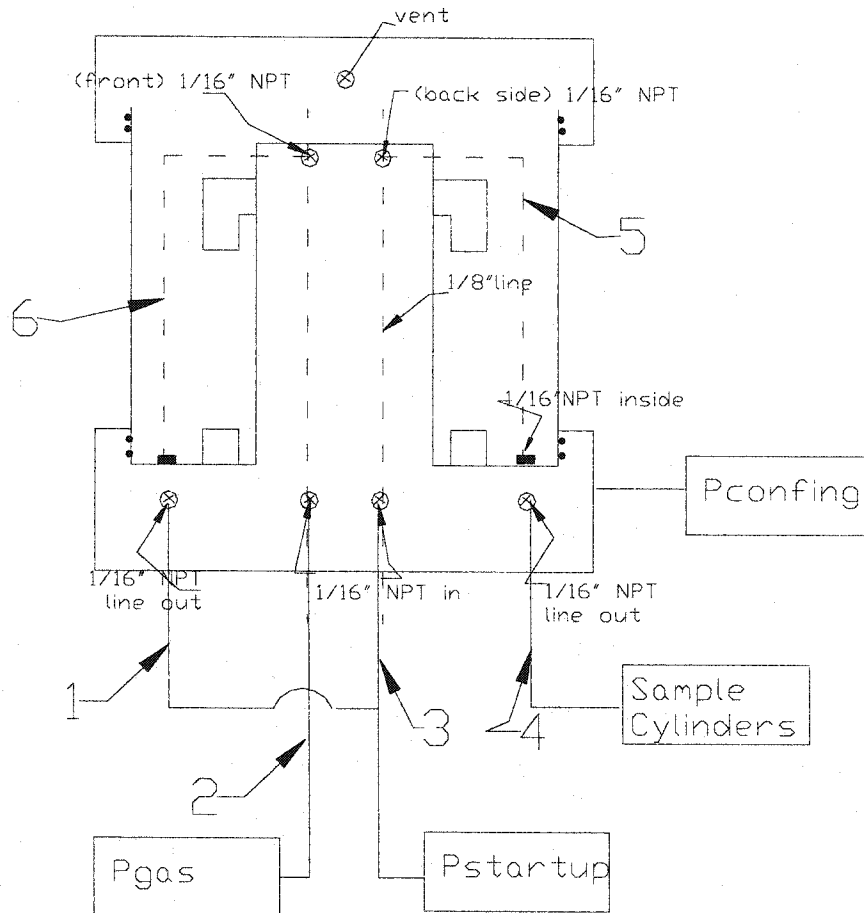 vent
(front) 1/16" NPT
(back side) 1/16" NPT
5
1/8"line
6
1/16"NPT inside
Pconfing
1/16" NPT
line out
1/16" NPT in
1/16" NPT
line out
1
3
4
Sample
Cylinders
2
Pgas
Pstartup